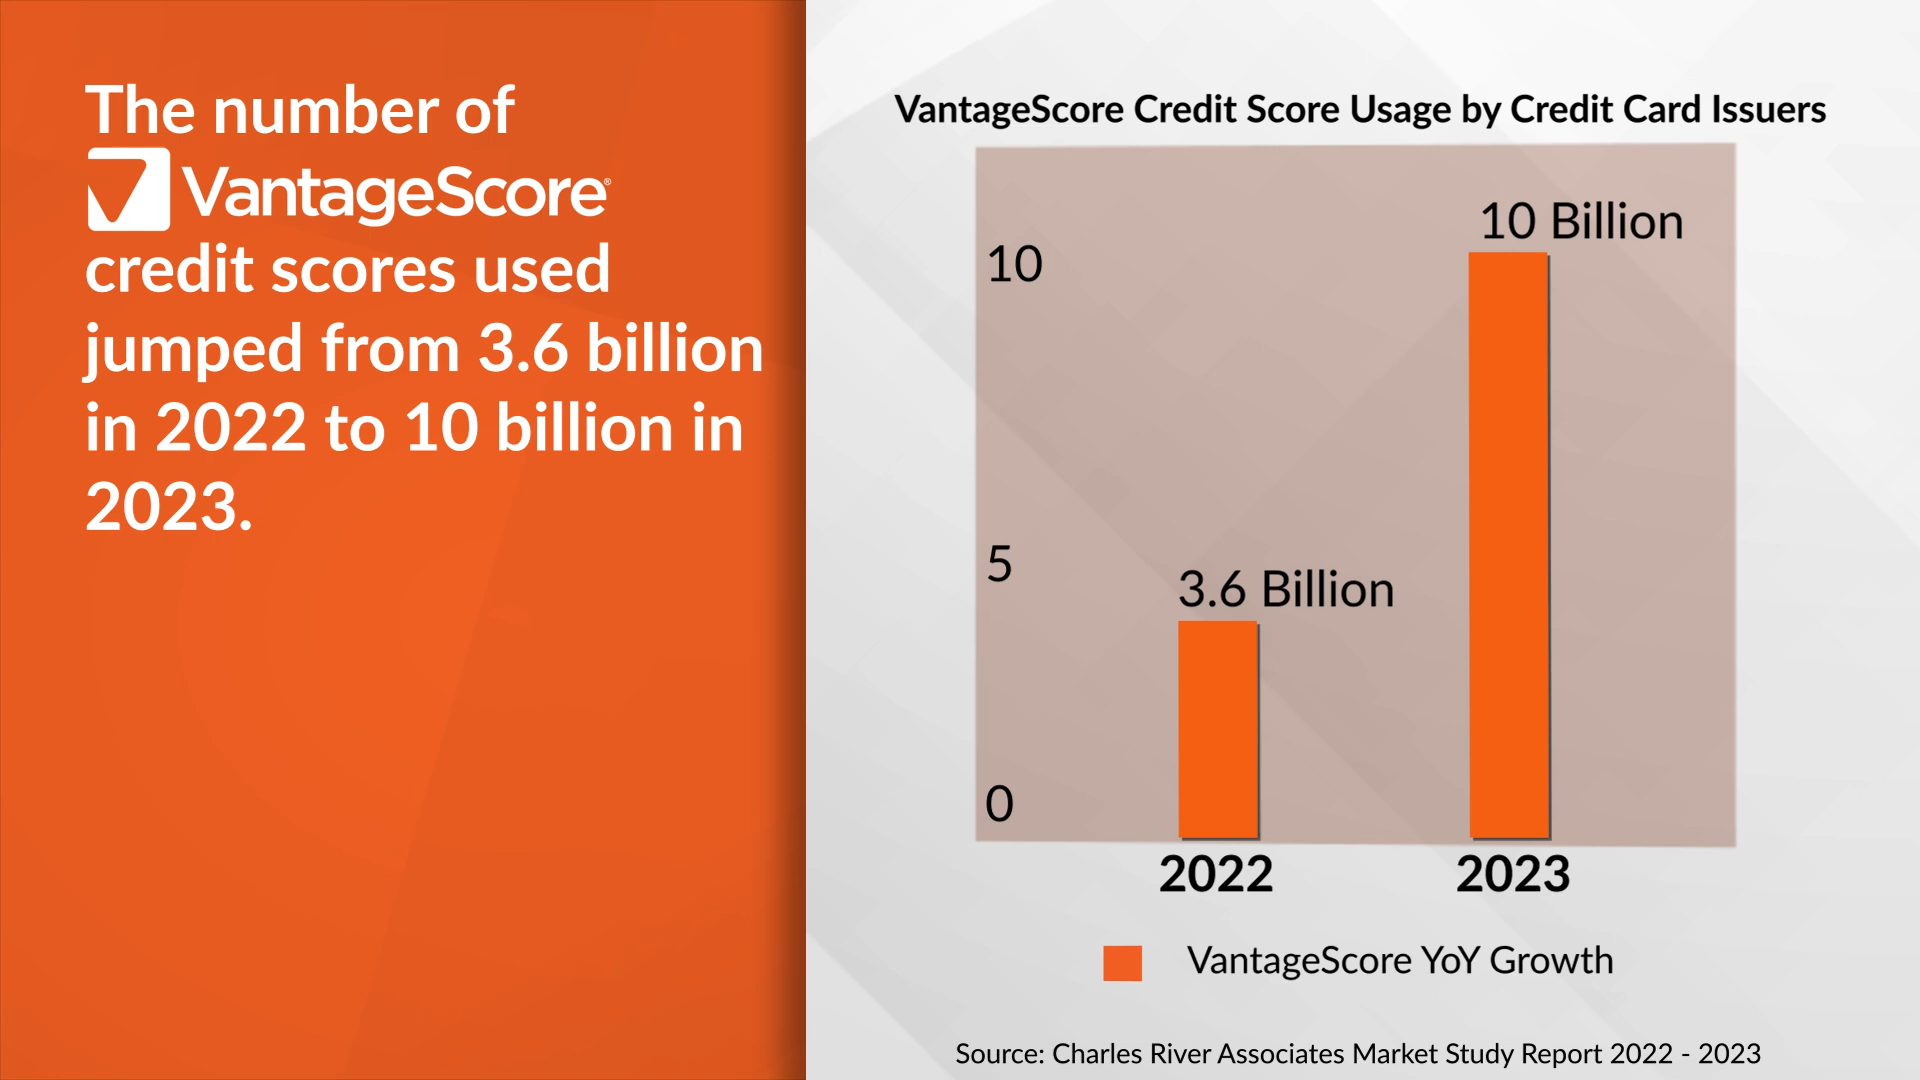 The number of
VantageScore®
credit scores used
jumped from 3.6 billion
in 2022 to 10 billion in
2023.
VantageScore Credit Score Usage by Credit Card Issuers
10 Billion
10
5
3.6 Billion
0
2022 2023
VantageScore YoY Growth
Source: Charles River Associates Market Study Report 2022 - 2023